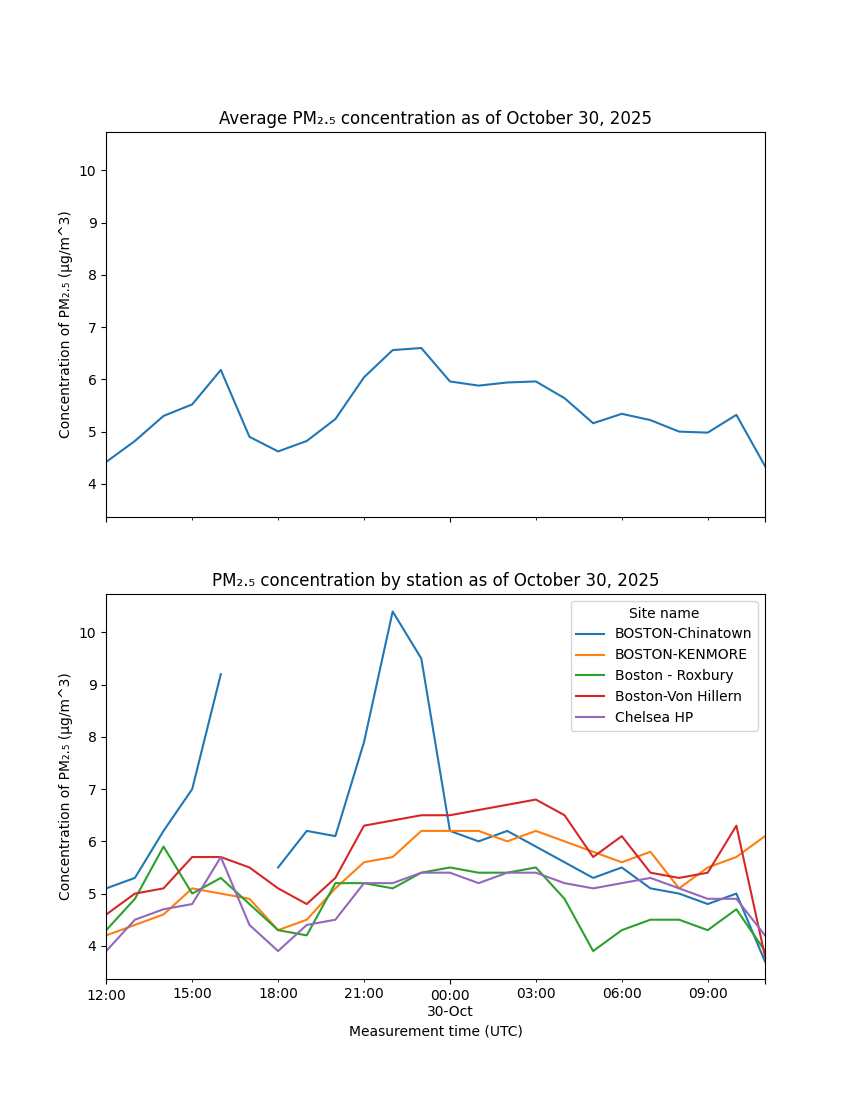 Average PM₂.₅ concentration as of October 30, 2025
10
9
8
7
6
5
4
Concentration of PM₂.₅ (µg/m^3)
PM₂.₅ concentration by station as of October 30, 2025
10
9
8
7
6
5
4
Concentration of PM₂.₅ (µg/m^3)
Site name
BOSTON-Chinatown
BOSTON-KENMORE
Boston - Roxbury
Boston-Von Hillern
Chelsea HP
12:00 15:00 18:00 21:00 00:00 03:00 06:00 09:00
30-Oct
Measurement time (UTC)